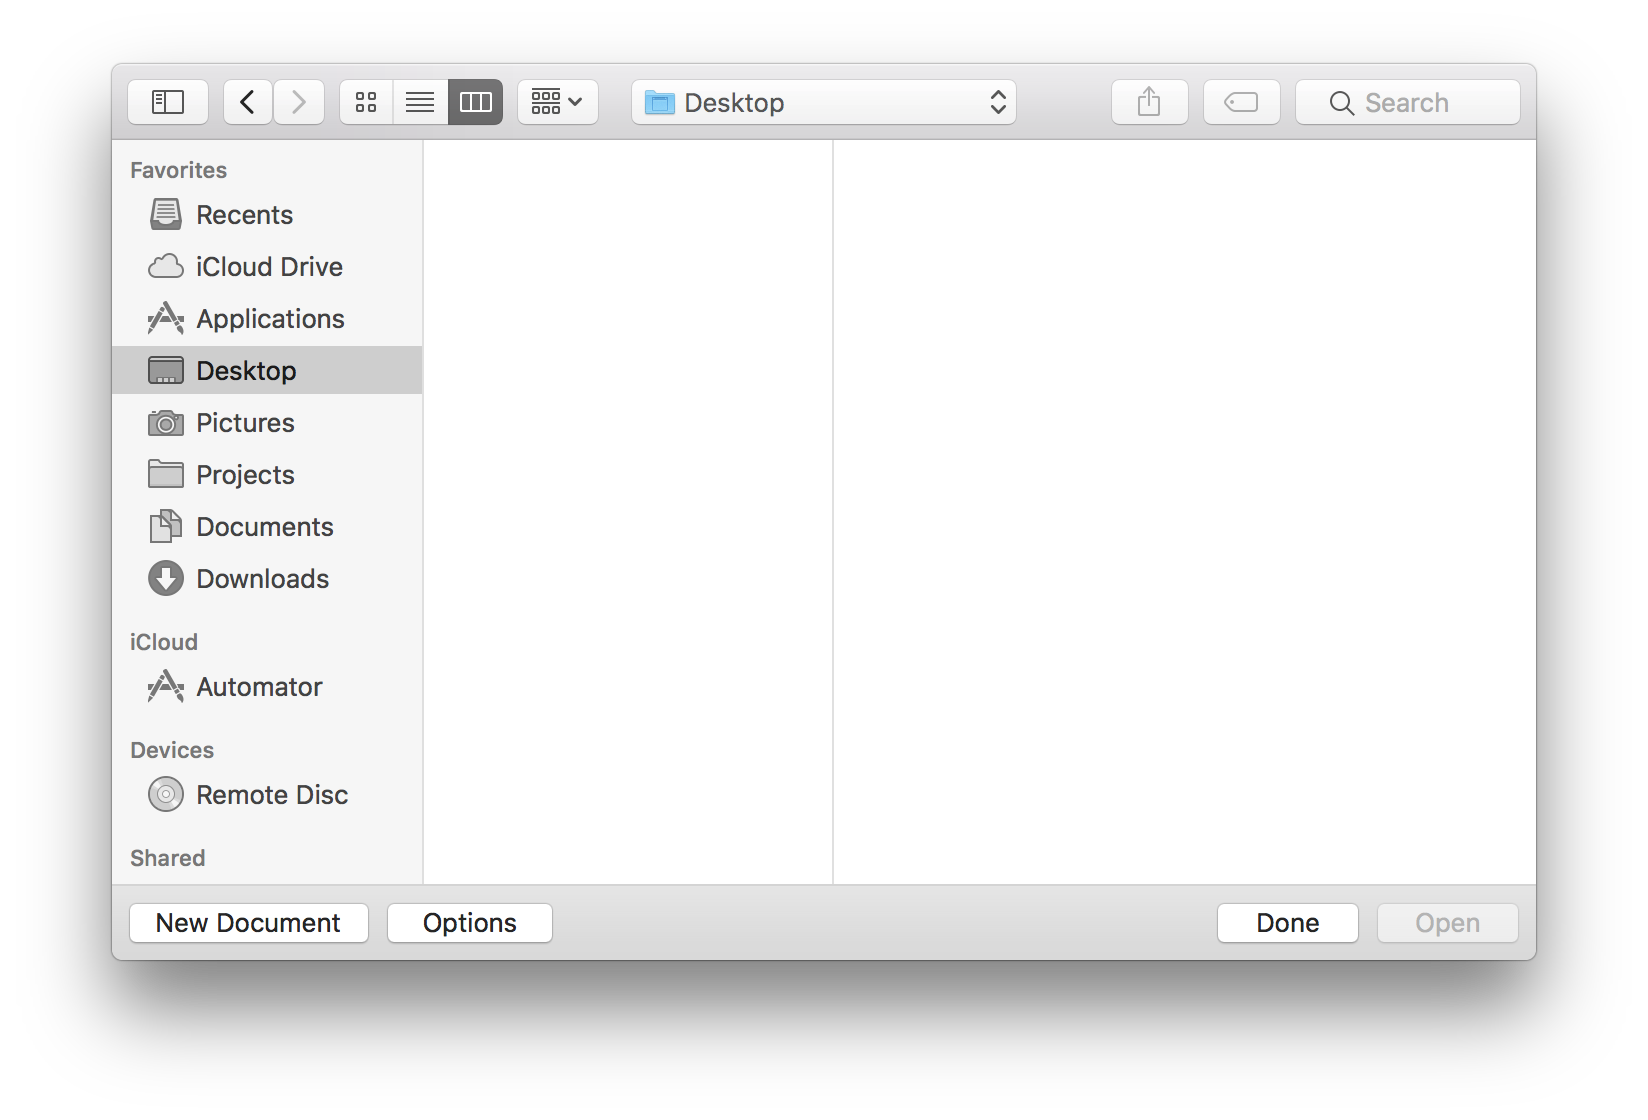 Desktop
Search
Favorites
Recents
iCloud Drive
Applications
Desktop
Pictures
Projects
Documents
Downloads
iCloud
Automator
Devices
Remote Disc
Shared
New Document
Options
Done
Open